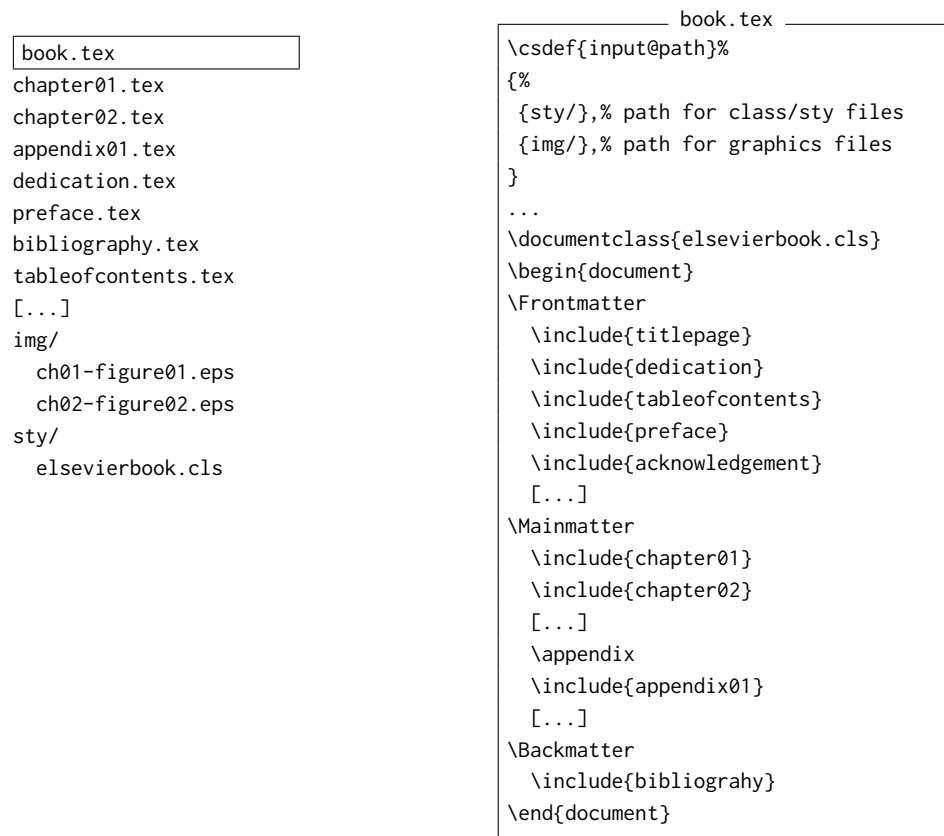 book.tex
chapter01.tex
chapter02.tex
appendix01.tex
dedication.tex
preface.tex
bibliography.tex
tableofcontents.tex
[...]
img/
  ch01-figure01.eps
  ch02-figure02.eps
sty/
  elsevierbook.cls
book.tex
\csdef{input@path}%
{%
 {sty/},% path for class/sty files
 {img/},% path for graphics files
}
...
\documentclass{elsevierbook.cls}
\begin{document}
\Frontmatter
  \include{titlepage}
  \include{dedication}
  \include{tableofcontents}
  \include{preface}
  \include{acknowledgement}
  [...]
\Mainmatter
  \include{chapter01}
  \include{chapter02}
  [...]
  \appendix
  \include{appendix01}
  [...]
\Backmatter
  \include{bibliograhy}
\end{document}